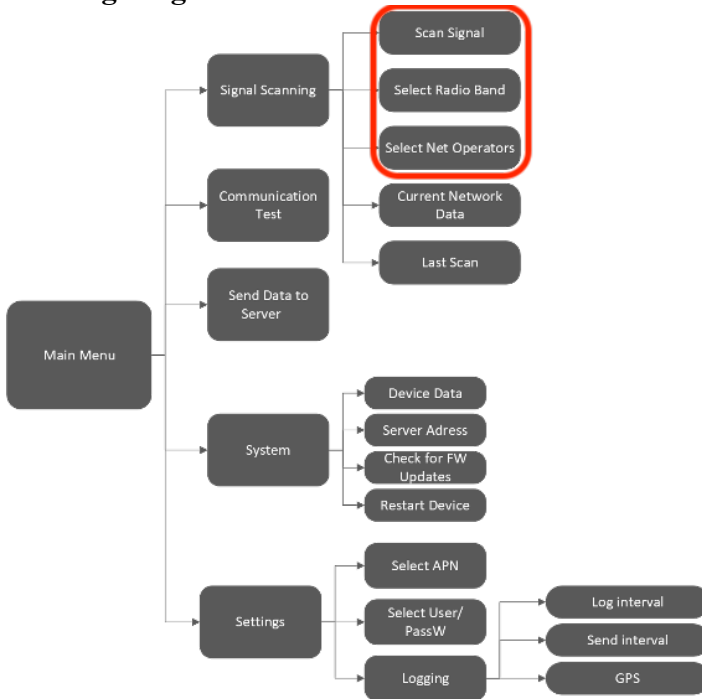 Scan Signal
Signal Scanning
Select Radio Band
Select Net Operators
Communication
Test
Current Network
Data
Last Scan
Send Data to
Server
Main Menu
Device Data
System
Server Adress
Check for FW
Updates
Restart Device
Select APN
Settings
Select User/
PassW
Logging
Log interval
Send interval
GPS